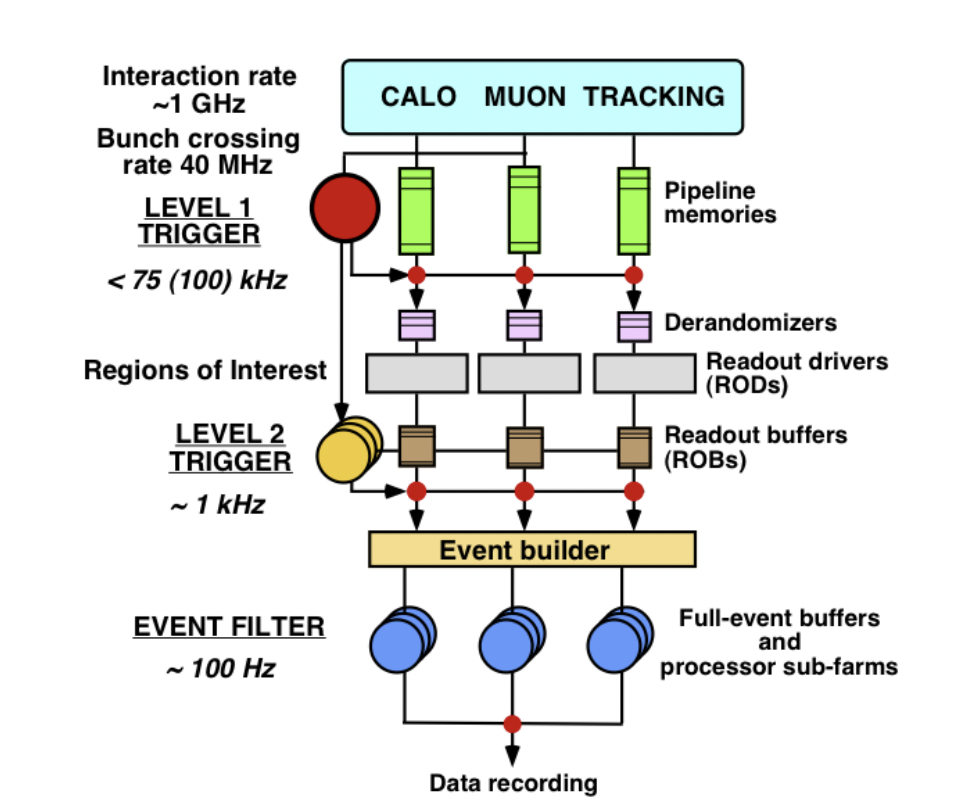 Interaction rate
~1 GHz
CALO MUON TRACKING
Bunch crossing
rate 40 MHz
LEVEL 1
TRIGGER
Pipeline
memories
< 75 (100) kHz
Derandomizers
Regions of Interest
Readout drivers
(RODs)
LEVEL 2
TRIGGER
Readout buffers
(ROBs)
~ 1 kHz
Event builder
EVENT FILTER
~ 100 Hz
Full-event buffers
and
processor sub-farms
Data recording